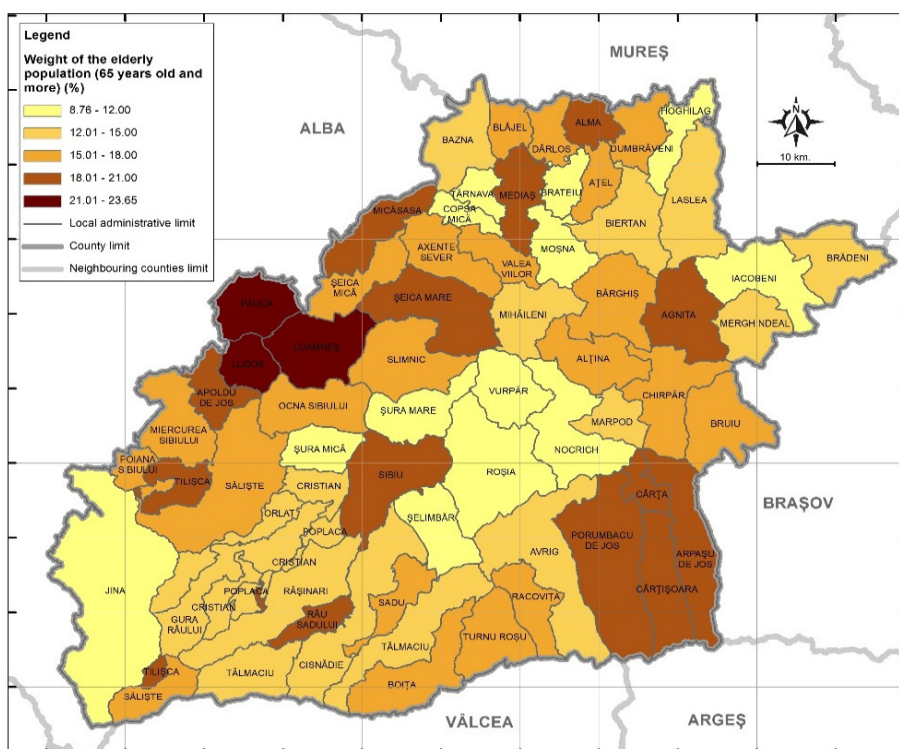 Legend
Weight of the elderly
population (65 years old and
more) (%)
8.76 - 12.00
12.01 - 15.00
15.01 - 18.00
18.01 - 21.00
21.01 - 23.65
Local administrative limit
County limit
Neighbouring counties limit
MUREŞ
ALBA
N
10 km.
HOGHILAG
BLĂJEL
ALMA
BAZNA
DÂRLOS
DUMBRĂVENI
TÂRNAVA
MEDIAŞ
BRATEIU
AŢEL
LASLEA
MICĂSASA
COPŞA
MICĂ
BIERTAN
AXENTE
SEVER
MOŞNA
VALEA
VIILOR
BRĂDENI
IACOBENI
ŞEICA
MICĂ
ŞEICA MARE
BÂRGHIŞ
PĂUCA
MIHĂILENI
AGNITA
MERGHINDEAL
LOAMNEŞ
LUDOŞ
SLIMNIC
ALŢINA
APOLDU
DE JOS
VURPĂR
CHIRPĂR
OCNA SIBIULUI
ŞURA MARE
MARPOD
BRUIU
MIERCUREA
SIBIULUI
ŞURA MICĂ
NOCRICH
POIANA
SIBIULUI
TILIŞCA
SĂLIŞTE
SIBIU
ROŞIA
CRISTIAN
CÂRŢA
BRAŞOV
ORLAT
ŞELIMBĂR
POPLACA
PORUMBACU
DE JOS
AVRIG
ARPAŞU
DE JOS
CRISTIAN
JINA
POPLACA
RĂŞINARI
CÂRŢIŞOARA
CRISTIAN
SADU
RACOVIŢA
GURA
RÂULUI
RÂU
SADULUI
TURNU ROŞU
TĂLMACIU
CISNĂDIE
TILIŞCA
TĂLMACIU
BOIŢA
SĂLIŞTE
VÂLCEA
ARGEŞ